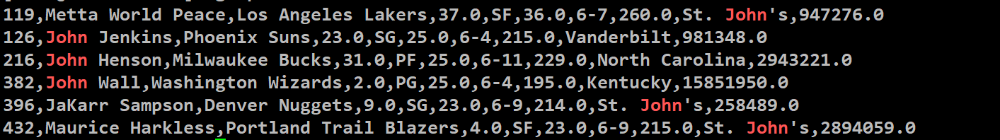 119,Metta World Peace,Los Angeles Lakers,37.0,SF,36.0,6-7,260.0,St. John's,947276.0
126,John Jenkins,Phoenix Suns,23.0,SG,25.0,6-4,215.0,Vanderbilt,981348.0
216,John Henson,Milwaukee Bucks,31.0,PF,25.0,6-11,229.0,North Carolina,2943221.0
382,John Wall,Washington Wizards,2.0,PG,25.0,6-4,195.0,Kentucky,15851950.0
396,JaKarr Sampson,Denver Nuggets,9.0,SG,23.0,6-9,214.0,St. John's,258489.0
432,Maurice Harkless,Portland Trail Blazers,4.0,SF,23.0,6-9,215.0,St. John's,2894059.0